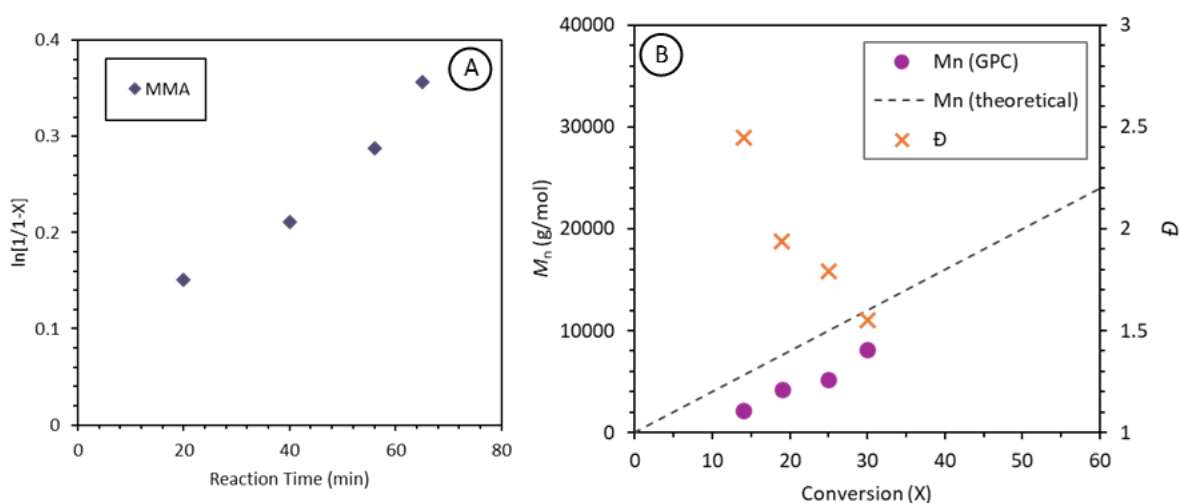 A
MMA
0.4
0.3
0.2
0.1
0
ln[1/1-X]
0
20
40
60
80
Reaction Time (min)
B
Mn (GPC)
Mn (theoretical)
Đ
40000
30000
20000
10000
0
Mn (g/mol)
3
2.5
2
1.5
1
Đ
0
10
20
30
40
50
60
Conversion (X)